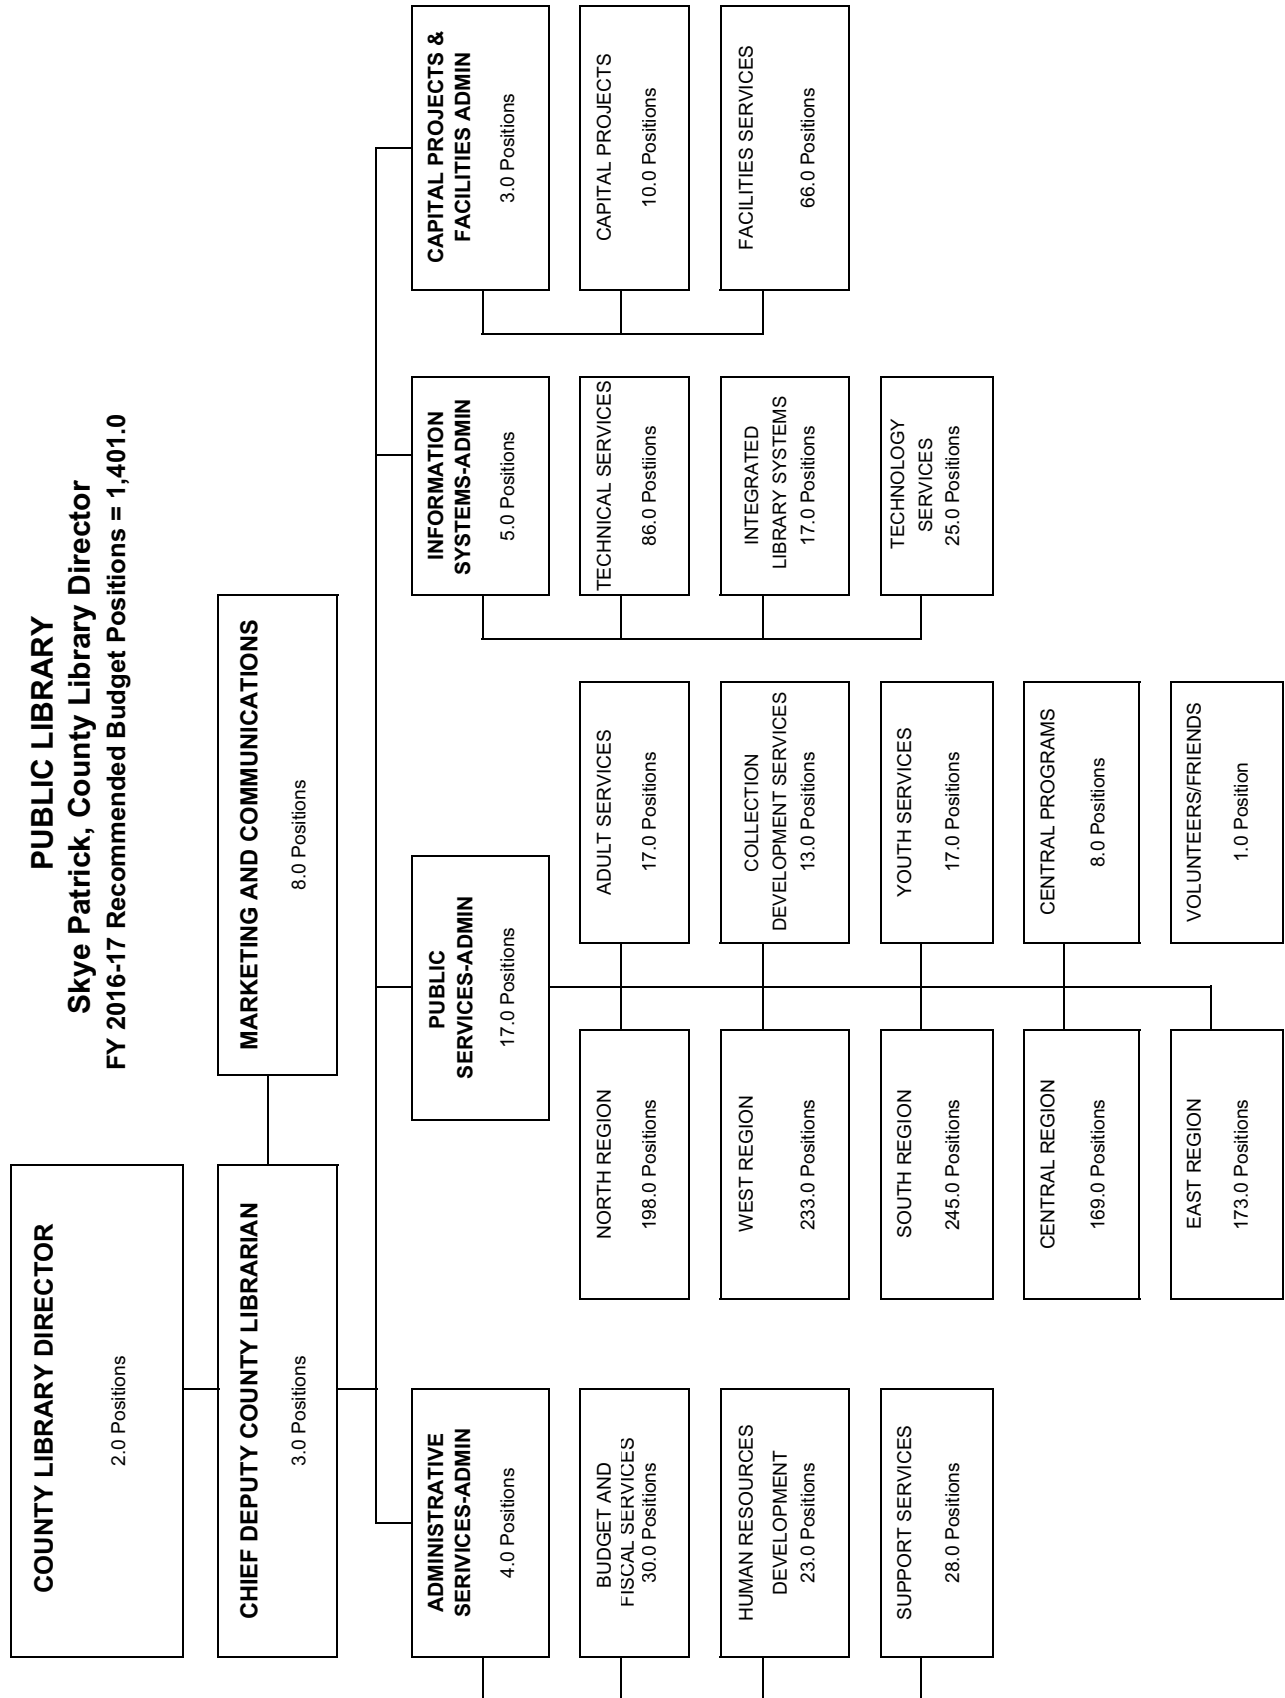 PUBLIC LIBRARY
Skye Patrick, County Library Director
FY 2016-17 Recommended Budget Positions = 1,401.0
COUNTY LIBRARY DIRECTOR
2.0 Positions
CHIEF DEPUTY COUNTY LIBRARIAN
3.0 Positions
MARKETING AND COMMUNICATIONS
8.0 Positions
ADMINISTRATIVE
SERIVICES-ADMIN
4.0 Positions
BUDGET AND
FISCAL SERVICES
30.0 Positions
HUMAN RESOURCES
DEVELOPMENT
23.0 Positions
SUPPORT SERVICES
28.0 Positions
PUBLIC
SERVICES-ADMIN
17.0 Positions
NORTH REGION
198.0 Positions
ADULT SERVICES
17.0 Positions
WEST REGION
233.0 Positions
COLLECTION
DEVELOPMENT SERVICES
13.0 Positions
SOUTH REGION
245.0 Positions
YOUTH SERVICES
17.0 Positions
CENTRAL REGION
169.0 Positions
CENTRAL PROGRAMS
8.0 Positions
EAST REGION
173.0 Positions
VOLUNTEERS/FRIENDS
1.0 Position
INFORMATION
SYSTEMS-ADMIN
5.0 Positions
TECHNICAL SERVICES
86.0 Postiions
INTEGRATED
LIBRARY SYSTEMS
17.0 Positions
TECHNOLOGY
SERVICES
25.0 Positions
CAPITAL PROJECTS &
FACILITIES ADMIN
3.0 Positions
CAPITAL PROJECTS
10.0 Positions
FACILITIES SERVICES
66.0 Positions